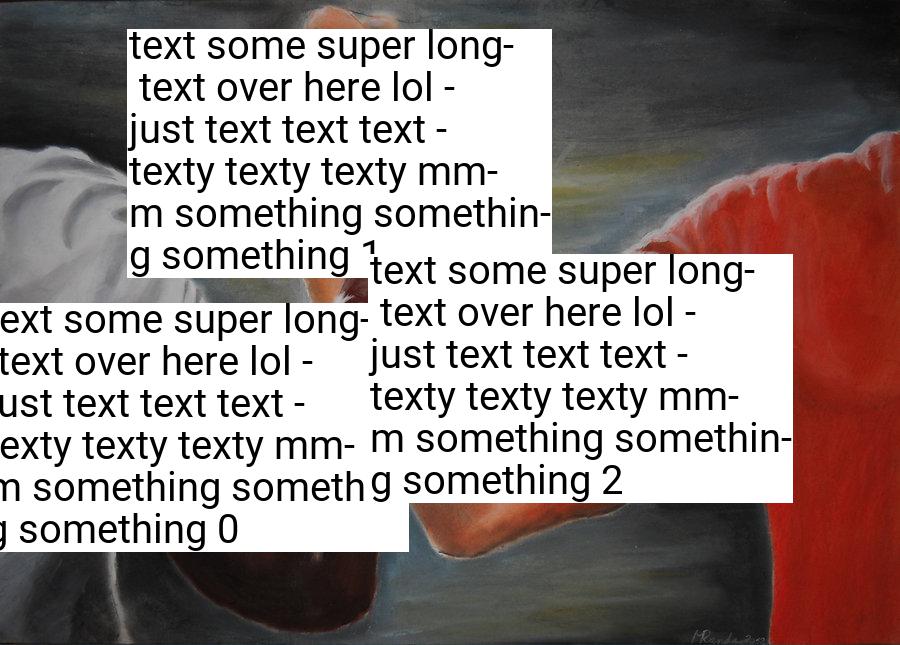 text some super long-
text over here lol -
just text text text -
texty texty texty mm-
m something somethin-
g something 1
text some super long-
text over here lol -
just text text text -
texty texty texty mm-
m something somethin-
g something 2
ext some super long-
text over here lol -
ust text text text -
exty texty texty mm-
m something someth
g something 0